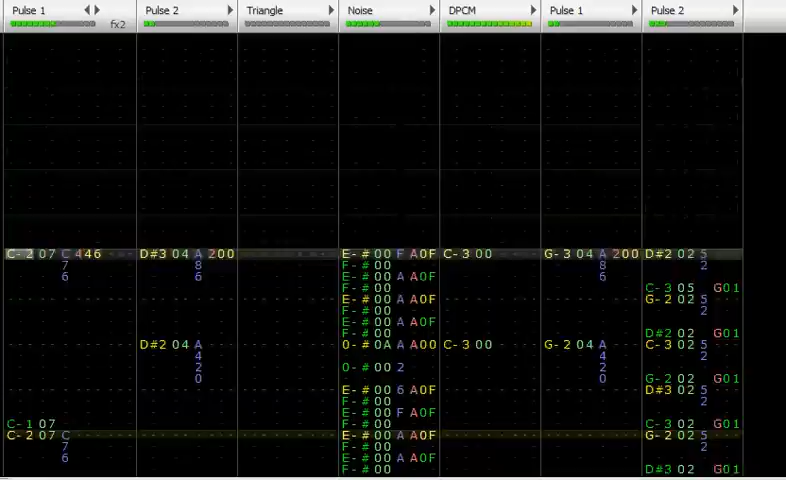 Pulse 1 Pulse 2 Triangle Noise DPCM Pulse 1 Pulse 2
fx2
C-2 07 C 446 D#3 04 A 200 E-#00 F A0F C-3 00 G-3 04 A 200 D#2 02 5
7 8 F-#00 8 2
6 6 E-#00 A A0F 6
F-#00 C-3 05 G01
E-#00 A A0F G-2 02 5
F-#00 2
E-#00 A A0F
F-#00 D#2 02 G01
D#2 04 A 0-#0A A A00 C-3 00 G-2 04 A C-3 02 5
4 4 2
2 0-#00 2 2
0 0 G-2 02 G01
E-#00 6 A0F D#3 02 5
F-#00 2
E-#00 F A0F
C-1 07 F-#00 C-3 02 G01
C-2 07 C E-#00 A A0F G-2 02 5
7 F-#00 2
6 E-#00 A A0F
F-#00 D#3 02 G01